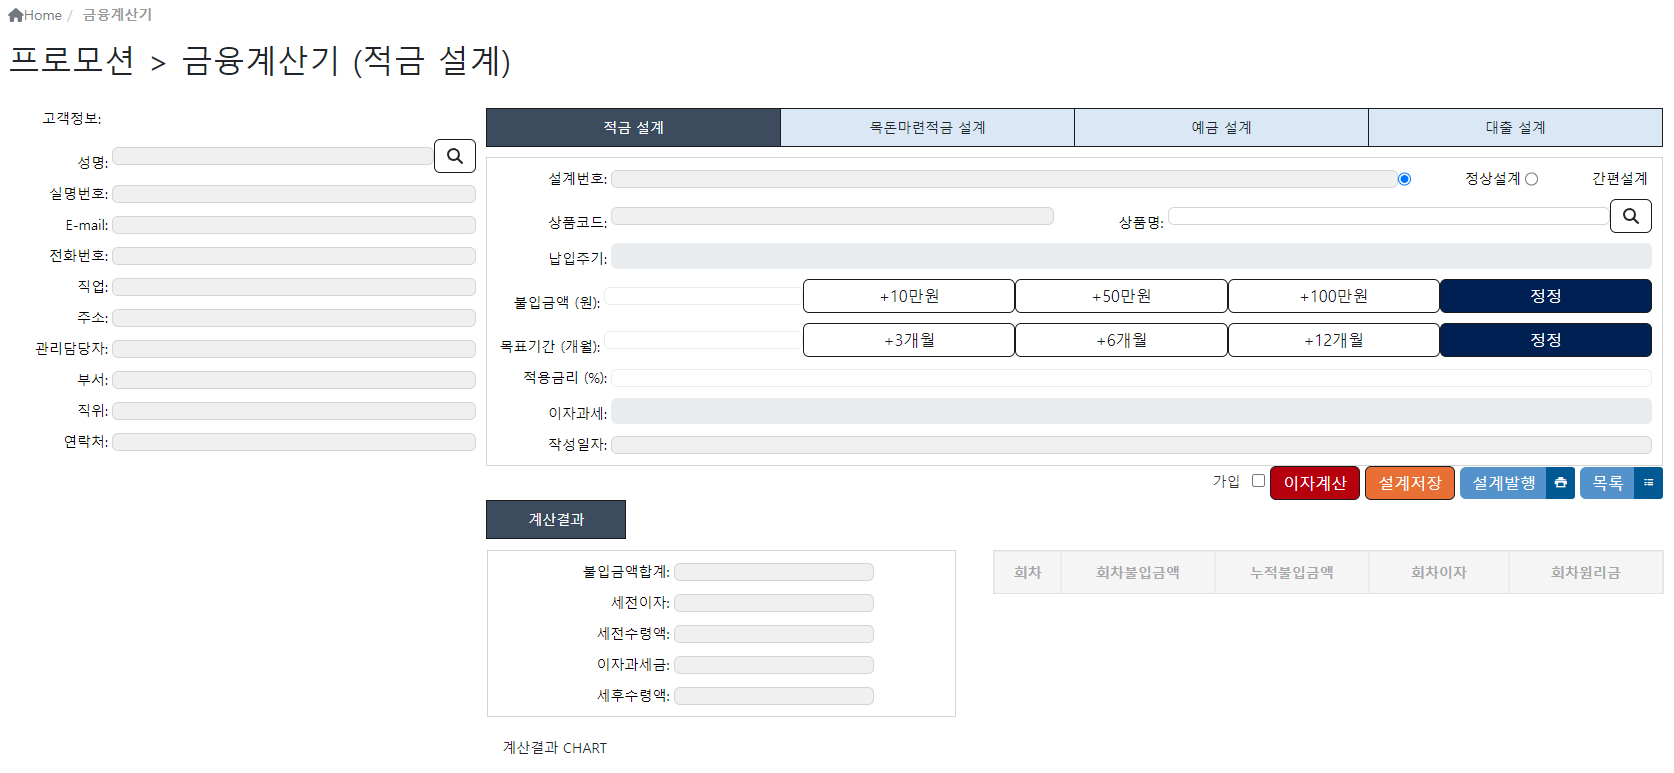 Home / 금융계산기
프로모션 > 금융계산기 (적금 설계)
고객정보:
성명:
실명번호:
E-mail:
전화번호:
직업:
주소:
관리담당자:
부서:
직위:
연락처:
적금 설계 목돈마련적금 설계 예금 설계 대출 설계
설계번호: 정상설계 간편설계
상품코드: 상품명:
납입주기:
불입금액 (원): +10만원 +50만원 +100만원 정정
목표기간 (개월): +3개월 +6개월 +12개월 정정
적용금리 (%):
이자과세:
작성일자:
가입 이자계산 설계저장 설계발행 목록
계산결과
불입금액합계:
세전이자:
세전수령액:
이자과세금:
세후수령액:
회차 회차불입금액 누적불입금액 회차이자 회차원리금
계산결과 CHART